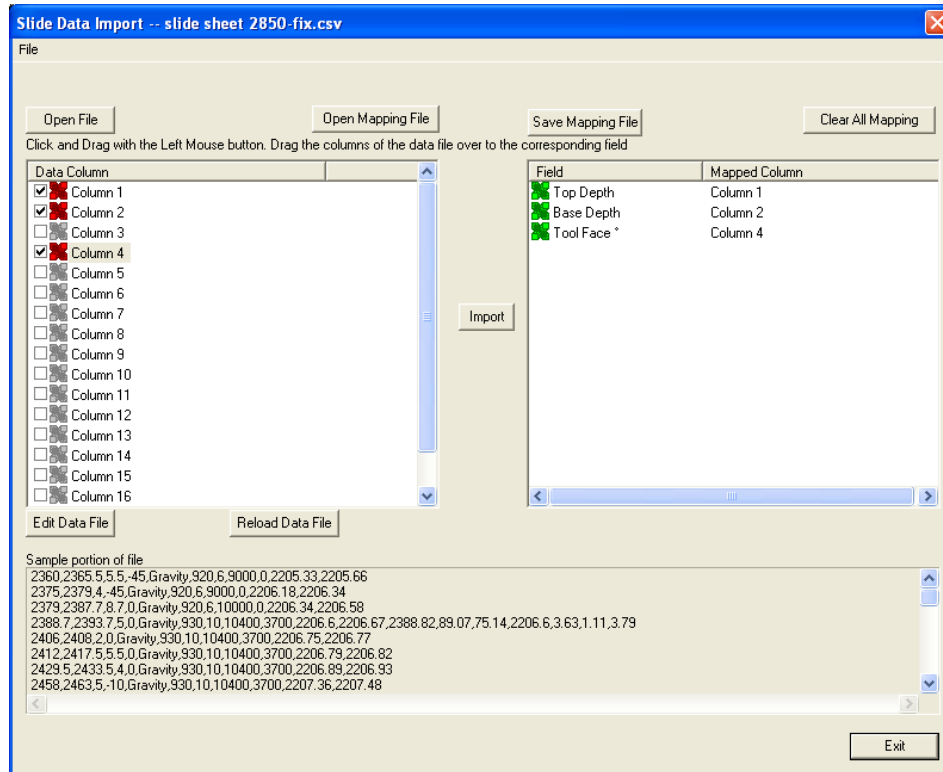 Slide Data Import -- slide sheet 2850-fix.csv
File
Open File
Open Mapping File
Save Mapping File
Clear All Mapping
Click and Drag with the Left Mouse button. Drag the columns of the data file over to the corresponding field
Data Column
Column 1
Column 2
Column 3
Column 4
Column 5
Column 6
Column 7
Column 8
Column 9
Column 10
Column 11
Column 12
Column 13
Column 14
Column 15
Column 16
Import
Field Mapped Column
Top Depth Column 1
Base Depth Column 2
Tool Face ° Column 4
Edit Data File
Reload Data File
Sample portion of file
2360,2365.5,5.5,-45,Gravity,920,6,9000,0,2205.33,2205.66
2375,2379,4,-45,Gravity,920,6,9000,0,2206.18,2206.34
2379,2387.7,8.7,0,Gravity,920,6,10000,0,2206.34,2206.58
2388.7,2393.7,5,0,Gravity,930,10,10400,3700,2206.6,2206.67,2388.82,89.07,75.14,2206.6,3.63,1.11,3.79
2406,2408,2,0,Gravity,930,10,10400,3700,2206.75,2206.77
2412,2417.5,5.5,0,Gravity,930,10,10400,3700,2206.79,2206.82
2429.5,2433.5,4,0,Gravity,930,10,10400,3700,2206.89,2206.93
2458,2463,5,-10,Gravity,930,10,10400,3700,2207.36,2207.48
Exit